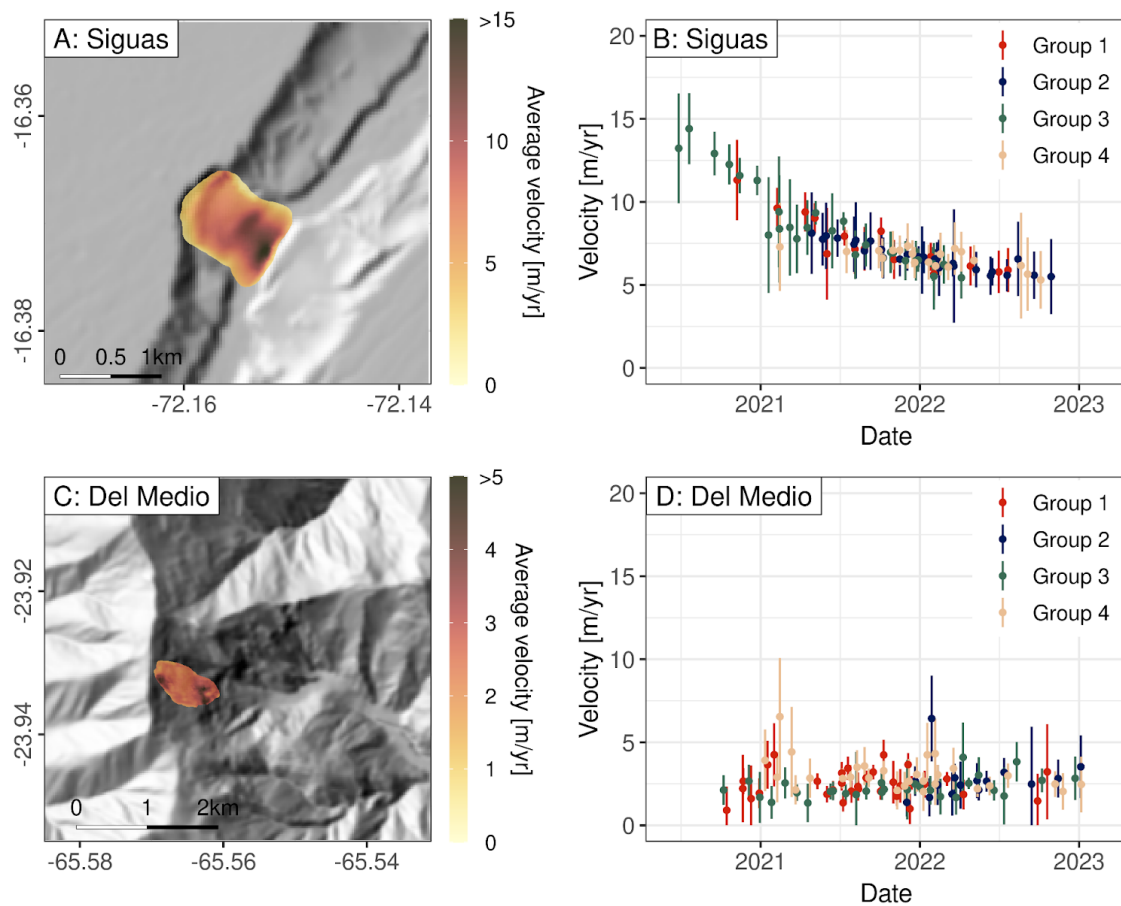 A: Siguas
-16.36
-16.38
0 0.5 1km
-72.16 -72.14
>15
10
5
0
Average velocity [m/yr]
B: Siguas
Group 1
Group 2
Group 3
Group 4
20
15
10
5
0
Velocity [m/yr]
2021 2022 2023
Date
C: Del Medio
-23.92
-23.94
0 1 2km
-65.58 -65.56 -65.54
>5
4
3
2
1
0
Average velocity [m/yr]
D: Del Medio
Group 1
Group 2
Group 3
Group 4
20
15
10
5
0
Velocity [m/yr]
2021 2022 2023
Date